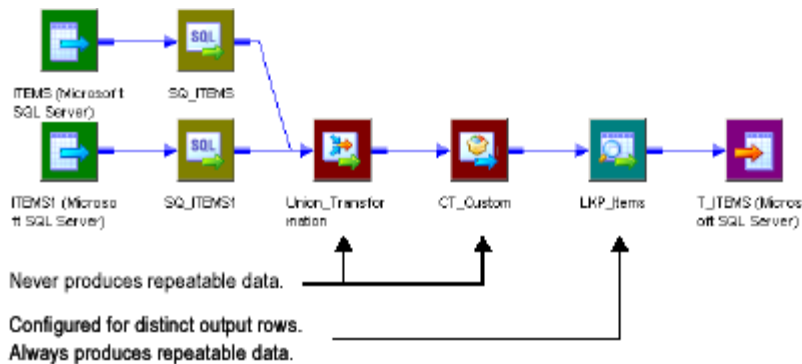 SQL
ITEMS (Microsoft
SQL Server)
SQ_ITEMS
SQL
ITEMS1 (Microso
ft SQL Server)
SQ_ITEMS1
Union_Transfor
mation
CT_Custom
LKP_Items
T_ITEMS (Micros
oft SQL Server)
Never produces repeatable data.
Configured for distinct output rows.
Always produces repeatable data.